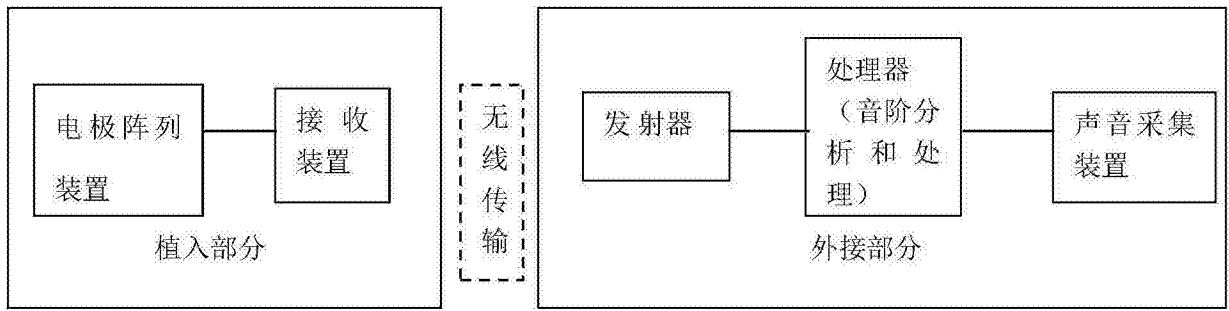 电极阵列
装置
接收
装置
植入部分
无
线
传
输
发射器
处理器
（音阶分
析和处
理）
声音采集
装置
外接部分